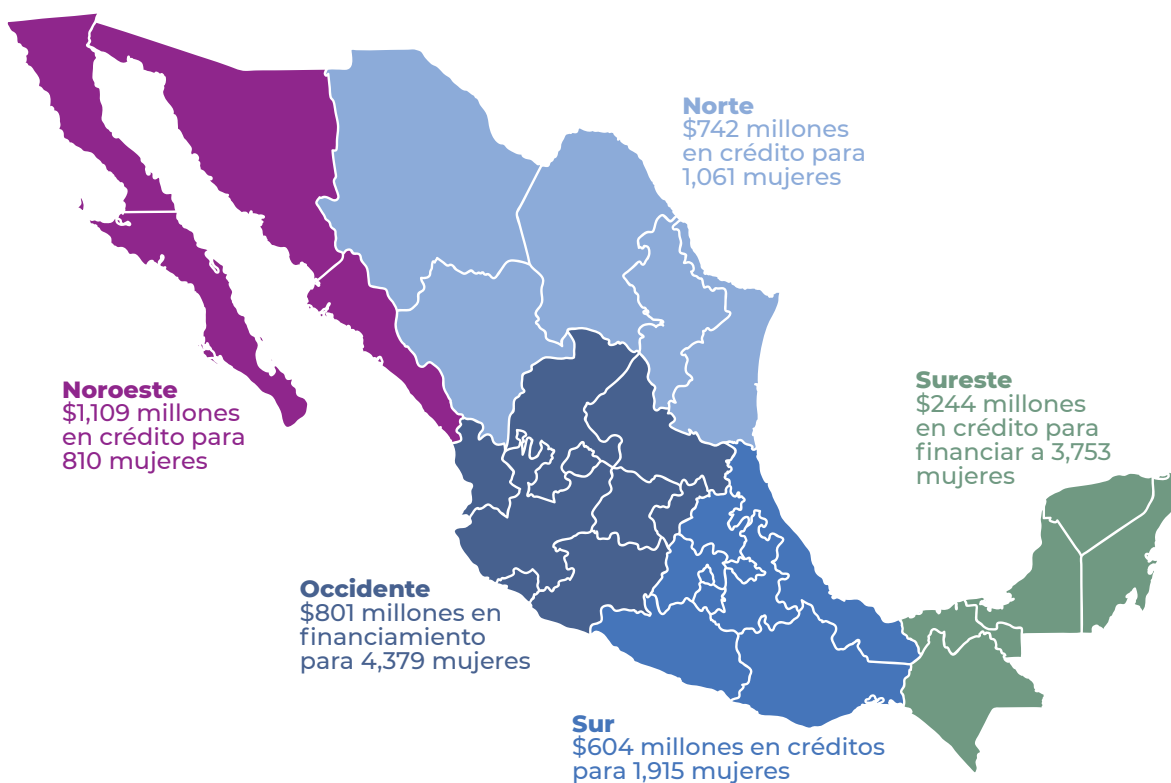 Norte
$742 millones
en crédito para
1,061 mujeres
Noroeste
$1,109 millones
en crédito para
810 mujeres
Sureste
$244 millones
en crédito para
financiar a 3,753
mujeres
Occidente
$801 millones en
financiamiento
para 4,379 mujeres
Sur
$604 millones en créditos
para 1,915 mujeres